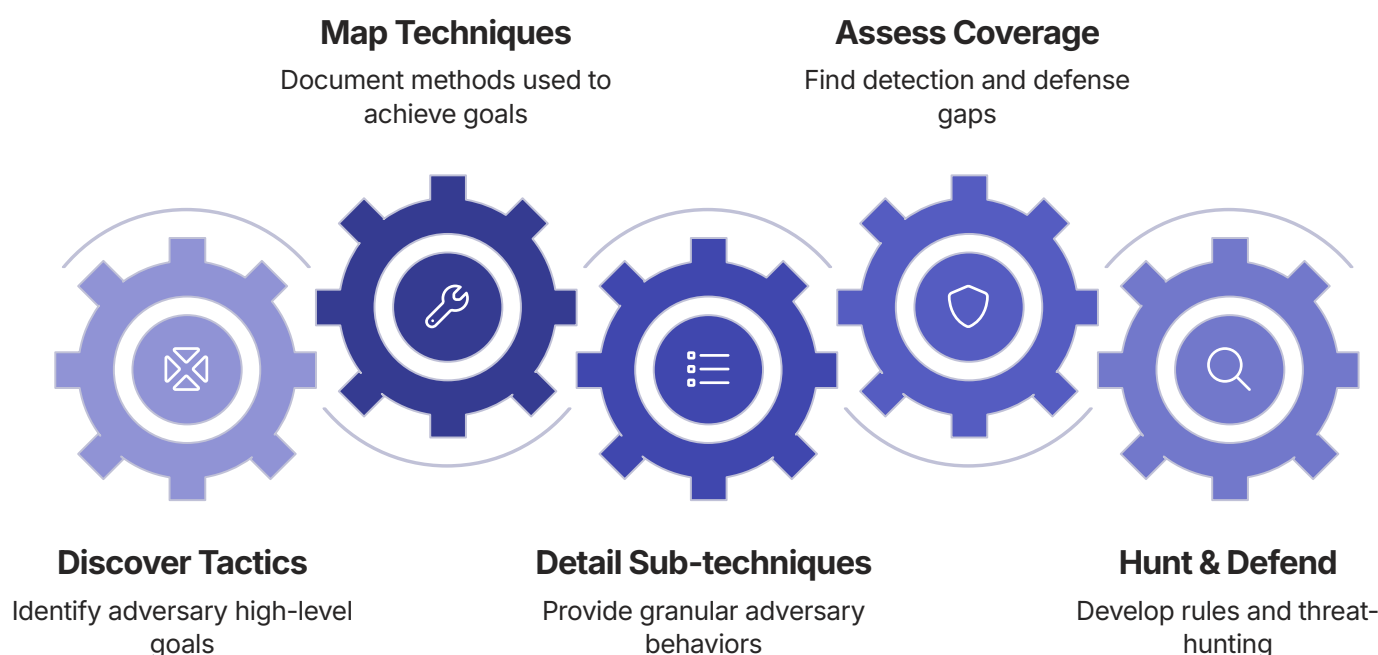 Map Techniques
Document methods used to
achieve goals
Assess Coverage
Find detection and defense
gaps
Discover Tactics
Identify adversary high-level
goals
Detail Sub-techniques
Provide granular adversary
behaviors
Hunt & Defend
Develop rules and threat-
hunting